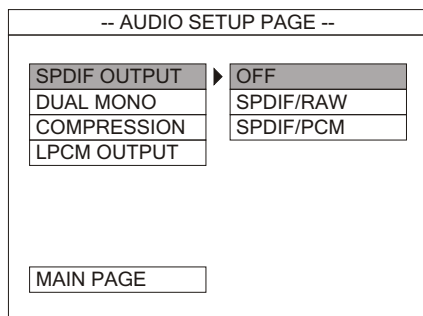 -- AUDIO SETUP PAGE --
SPDIF OUTPUT OFF
DUAL MONO SPDIF/RAW
COMPRESSION SPDIF/PCM
LPCM OUTPUT
MAIN PAGE